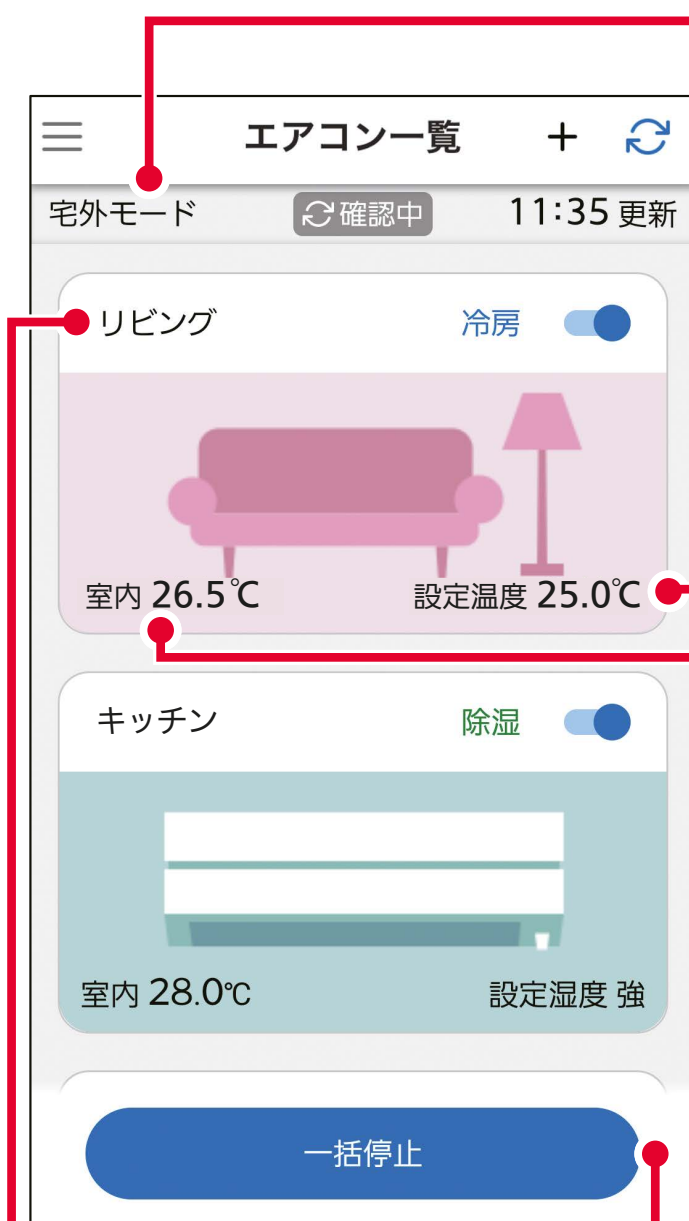 エアコン一覧 +
宅外モード 確認中 11:35 更新
リビング 冷房
室内 26.5℃ 設定温度 25.0℃
キッチン 除湿
室内 28.0℃ 設定湿度 強
一括停止